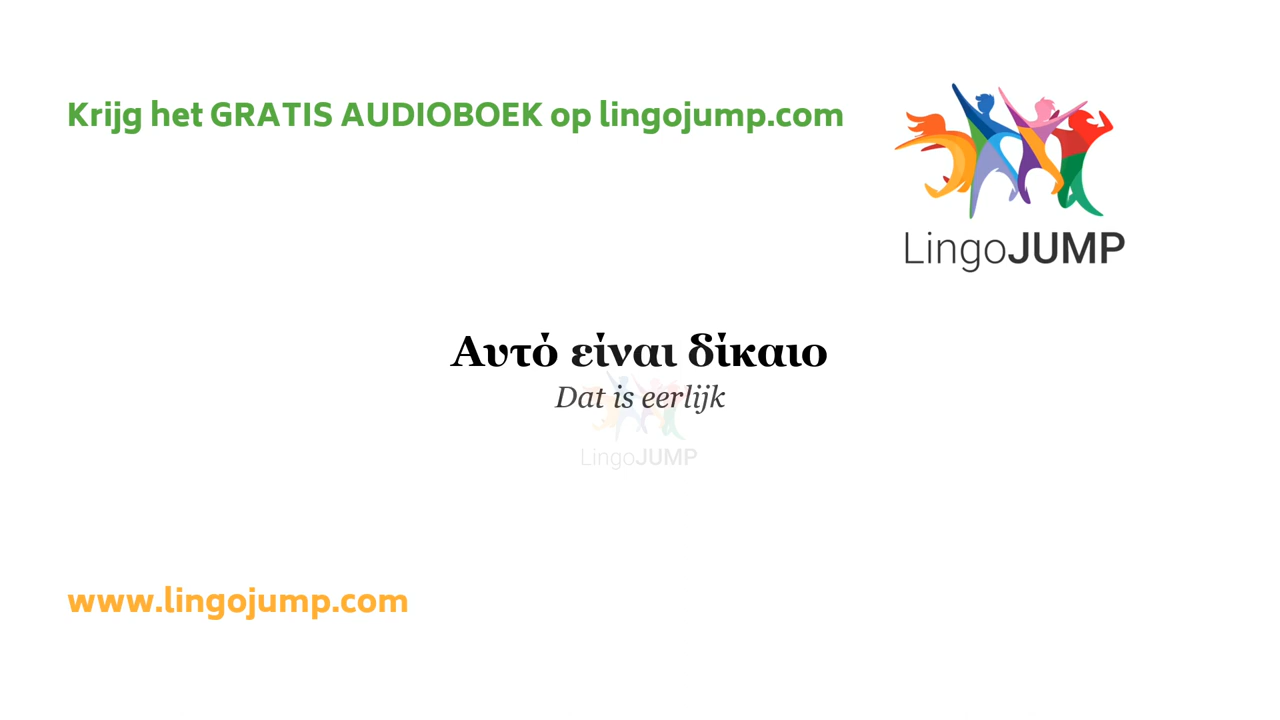 Krijg het GRATIS AUDIOBOEK op lingojump.com
LingoJUMP
Αυτό είναι δίκαιο
Dat is eerlijk
LingoJUMP
www.lingojump.com